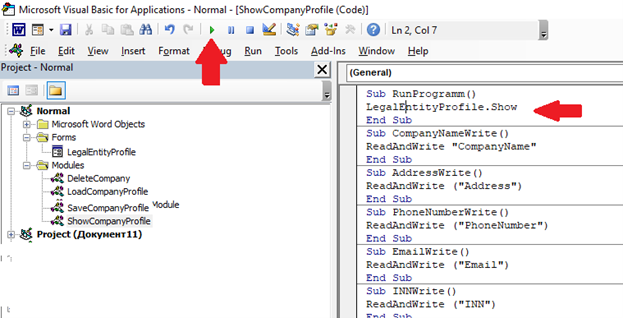 Microsoft Visual Basic for Applications - Normal - [ShowCompanyProfile (Code)]
Ln 2, Col 7
File Edit View Insert Format Debug Run Tools Add-Ins Window Help
Project - Normal
(General)
Normal
Microsoft Word Objects
Forms
LegalEntityProfile
Modules
DeleteCompany
LoadCompanyProfile
SaveCompanyProfile Module
ShowCompanyProfile
Project (Документ11)
Sub RunProgramm()
LegalEntityProfile.Show
End Sub
Sub CompanyNameWrite()
ReadAndWrite "CompanyName"
End Sub
Sub AddressWrite()
ReadAndWrite ("Address")
End Sub
Sub PhoneNumberWrite()
ReadAndWrite ("PhoneNumber")
End Sub
Sub EmailWrite()
ReadAndWrite ("Email")
End Sub
Sub INNWrite()
ReadAndWrite ("INN")
End Sub